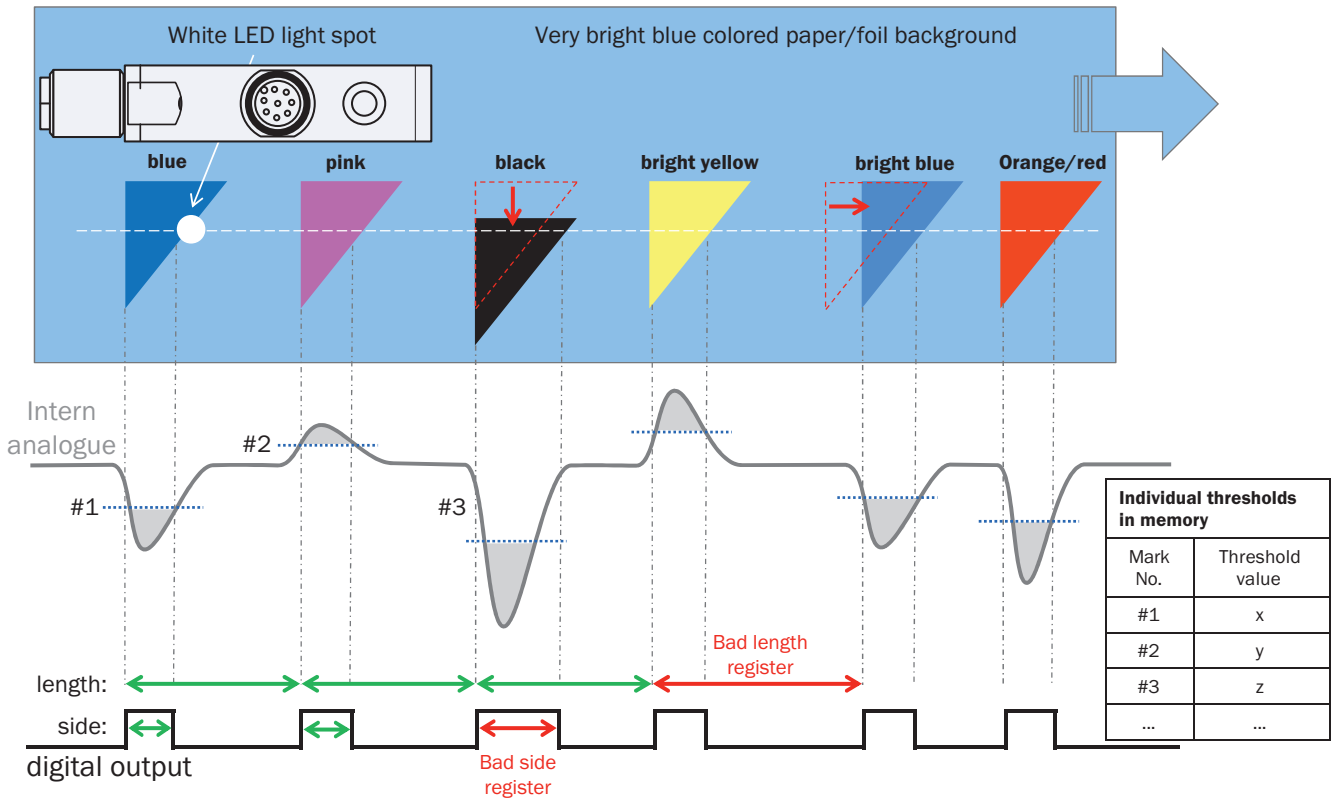 White LED light spot
Very bright blue colored paper/foil background
blue
pink
black
bright yellow
bright blue
Orange/red
Intern
analogue
#1
#2
#3
Individual thresholds
in memory
Mark
No.
Threshold
value
#1
x
#2
y
#3
z
...
...
Bad length
register
length:
side:
Bad side
register
digital output